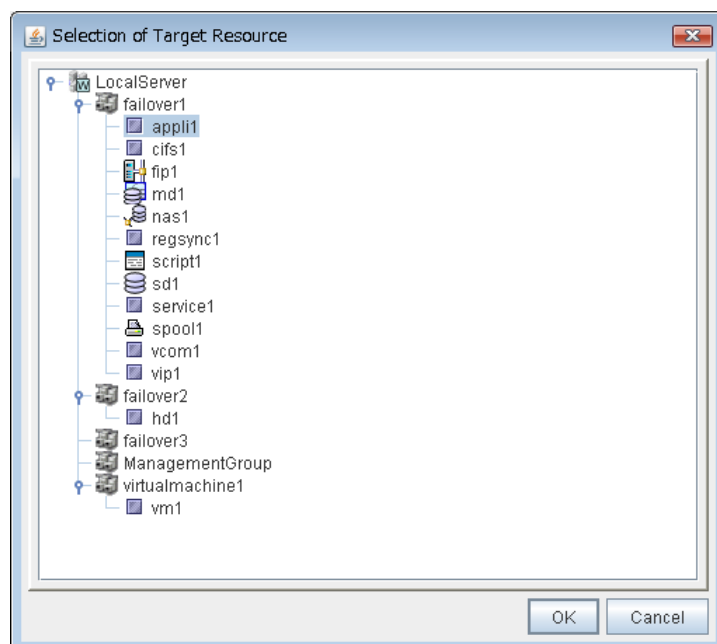 Selection of Target Resource
LocalServer
failover1
appli1
cifs1
fip1
md1
nas1
regsync1
script1
sd1
service1
spool1
vcom1
vip1
failover2
hd1
failover3
ManagementGroup
virtualmachine1
vm1
OK Cancel